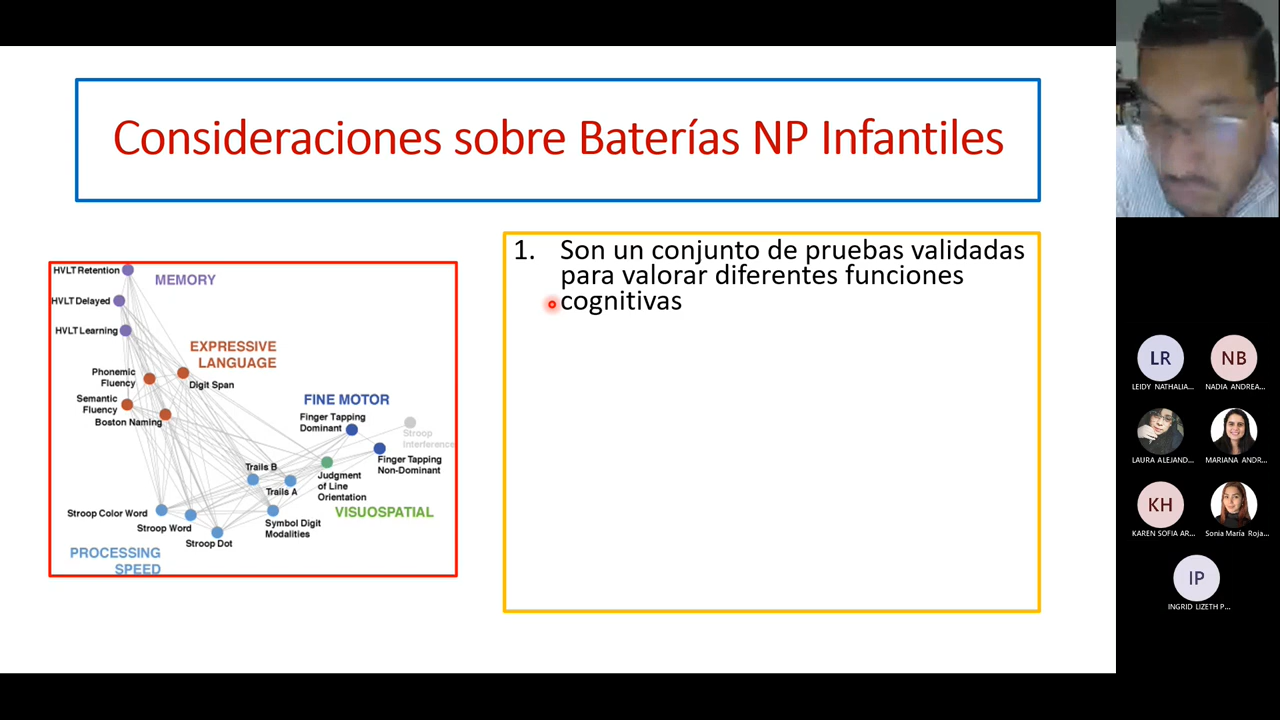 Consideraciones sobre Baterías NP Infantiles
HVLT Retention
MEMORY
HVLT Delayed
HVLT Learning
EXPRESSIVE
LANGUAGE
Phonemic
Fluency
Digit Span
Semantic
Fluency
Boston Naming
FINE MOTOR
Finger Tapping
Dominant
Stroop
Interference
Finger Tapping
Non-Dominant
Trails B
Trails A
Judgment
of Line
Orientation
VISUOSPATIAL
Stroop Color Word
Stroop Word
Stroop Dot
Symbol Digit
Modalities
PROCESSING
SPEED
1. Son un conjunto de pruebas validadas
para valorar diferentes funciones
cognitivas
LR
NB
LEIDY NATHALIA...
NADIA ANDREA...
LAURA ALEJAND...
MARIANA ANDR...
KH
KAREN SOFIA AR...
Sonia María Roja...
IP
INGRID LIZETH P...